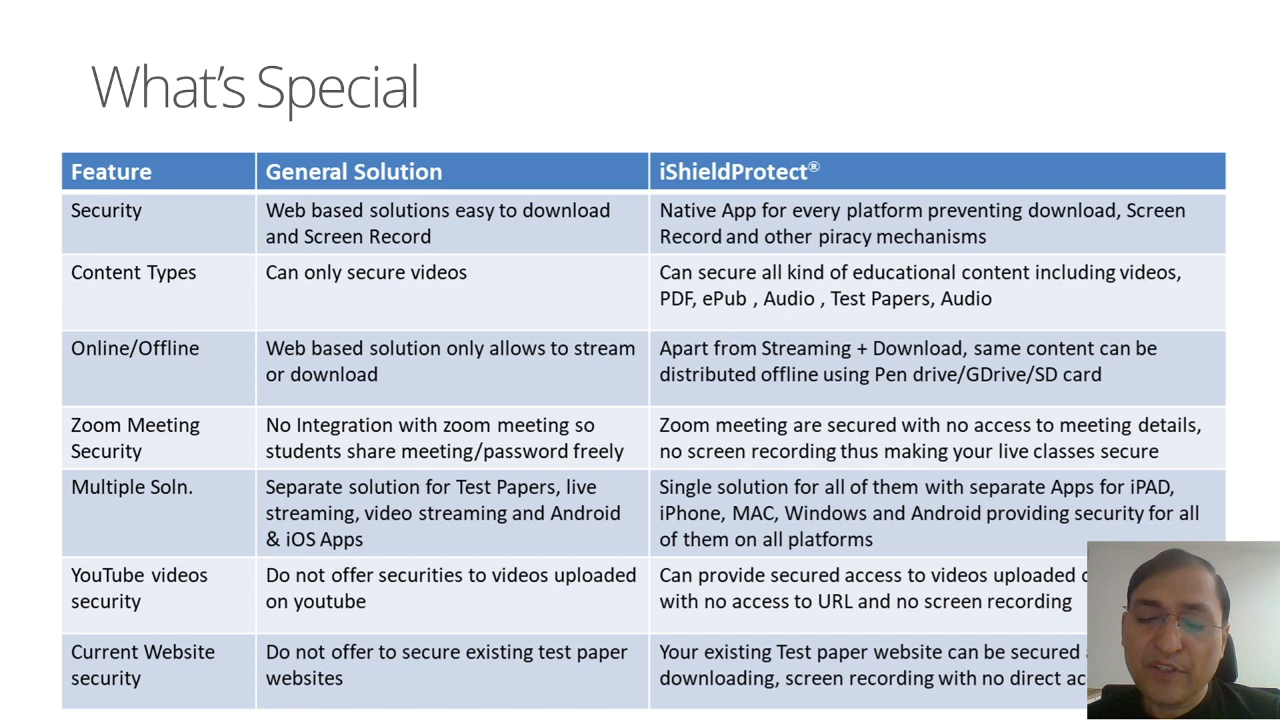 What's Special
Feature
General Solution
iShieldProtect®
Security
Web based solutions easy to download
and Screen Record
Native App for every platform preventing download, Screen
Record and other piracy mechanisms
Content Types
Can only secure videos
Can secure all kind of educational content including videos,
PDF, ePub , Audio , Test Papers, Audio
Online/Offline
Web based solution only allows to stream
or download
Apart from Streaming + Download, same content can be
distributed offline using Pen drive/GDrive/SD card
Zoom Meeting
Security
No Integration with zoom meeting so
students share meeting/password freely
Zoom meeting are secured with no access to meeting details,
no screen recording thus making your live classes secure
Multiple Soln.
Separate solution for Test Papers, live
streaming, video streaming and Android
& iOS Apps
Single solution for all of them with separate Apps for iPAD,
iPhone, MAC, Windows and Android providing security for all
of them on all platforms
YouTube videos
security
Do not offer securities to videos uploaded
on youtube
Can provide secured access to videos uploaded
with no access to URL and no screen recording
Current Website
security
Do not offer to secure existing test paper
websites
Your existing Test paper website can be secured
downloading, screen recording with no direct